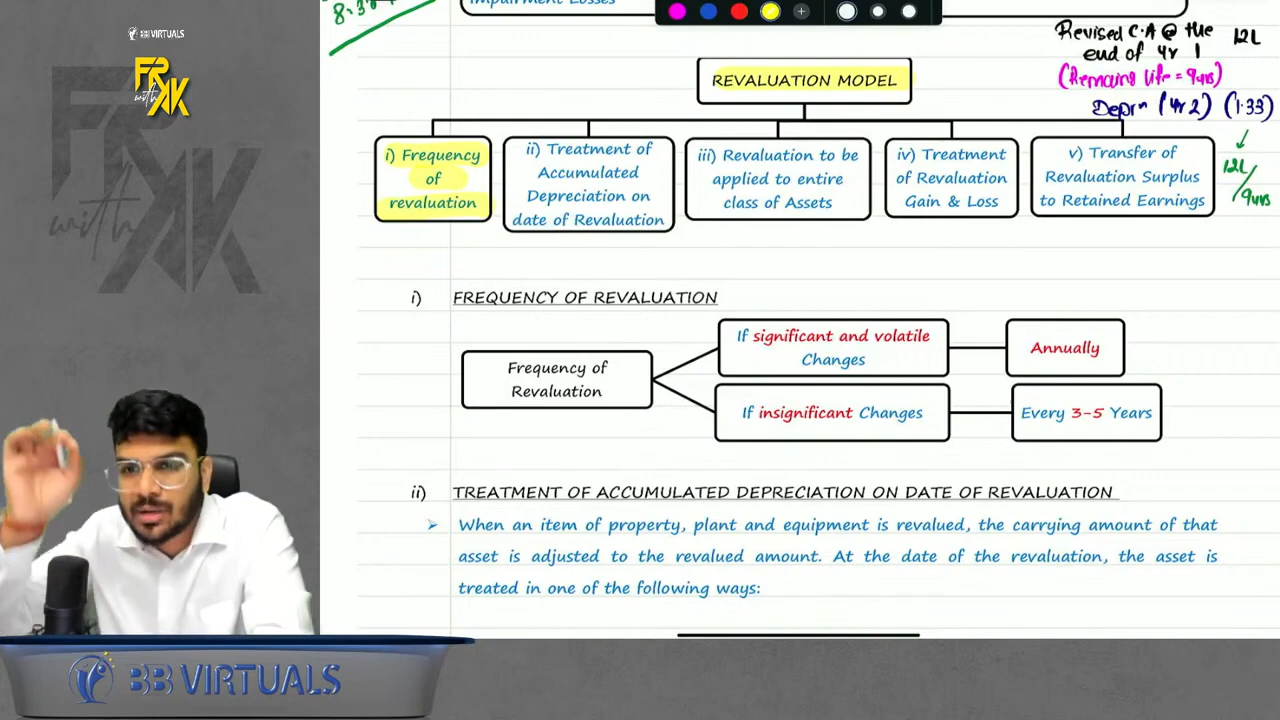 8.33
Impairment Losses
BB VIRTUALS
FR
with
AK
Revised C.A @ the 12L
end of Yr 1
(Remaining life = 9yrs)
Deprn (Yr 2) (1.33)
12L
9yrs
REVALUATION MODEL
i) Frequency
of
revaluation
ii) Treatment of
Accumulated
Depreciation on
date of Revaluation
iii) Revaluation to be
applied to entire
class of Assets
iv) Treatment
of Revaluation
Gain & Loss
v) Transfer of
Revaluation Surplus
to Retained Earnings
i) FREQUENCY OF REVALUATION
Frequency of
Revaluation
If significant and volatile
Changes
Annually
If insignificant Changes
Every 3-5 Years
ii) TREATMENT OF ACCUMULATED DEPRECIATION ON DATE OF REVALUATION
➢ When an item of property, plant and equipment is revalued, the carrying amount of that
asset is adjusted to the revalued amount. At the date of the revaluation, the asset is
treated in one of the following ways:
BB VIRTUALS